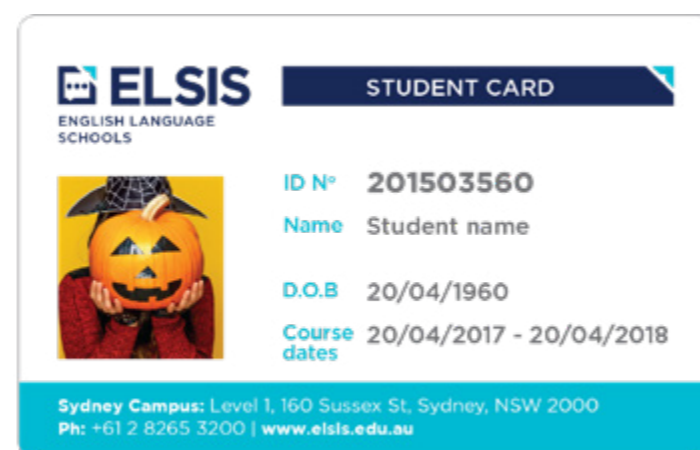 ELSIS
ENGLISH LANGUAGE
SCHOOLS
STUDENT CARD
ID Nº 201503560
Name Student name
D.O.B 20/04/1960
Course dates 20/04/2017 - 20/04/2018
Sydney Campus: Level 1, 160 Sussex St, Sydney, NSW 2000
Ph: +61 2 8265 3200 | www.elsis.edu.au